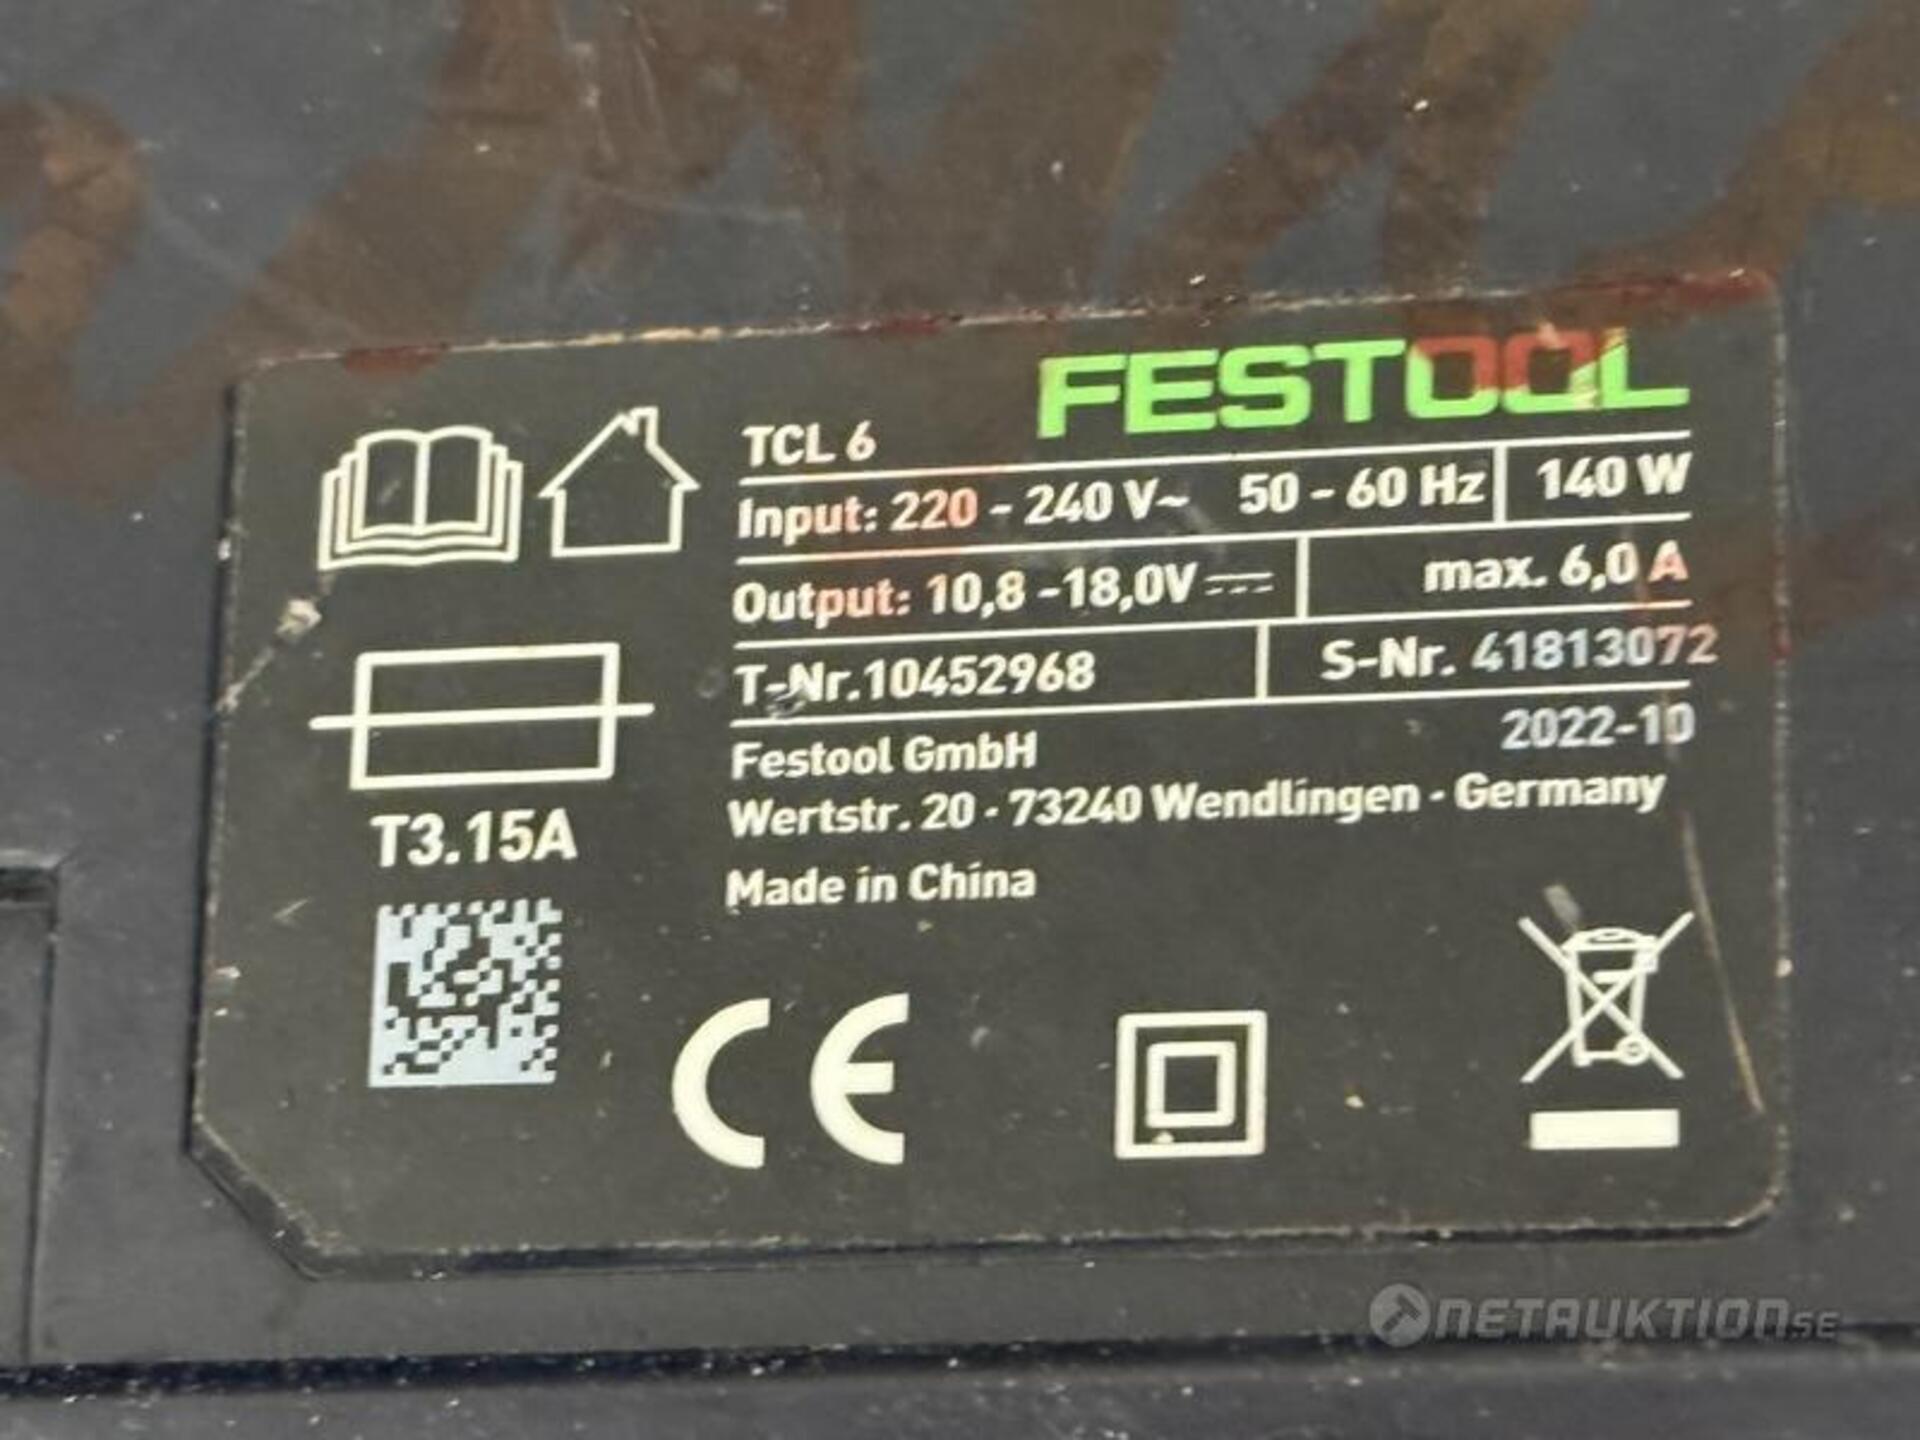 FESTOOL
TCL 6
Input: 220 - 240 V~ 50 - 60 Hz 140 W
Output: 10,8 -18,0V max. 6,0 A
T-Nr.10452968 S-Nr. 41813072
2022-10
Festool GmbH
Wertstr. 20 - 73240 Wendlingen - Germany
Made in China
T3.15A
CE
NETAUKTION.SE